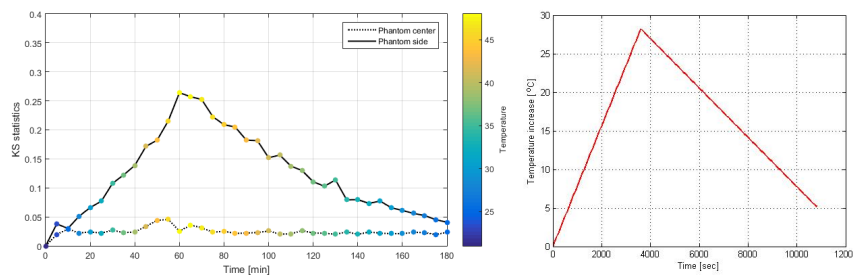 0.4
0.35
0.3
0.25
0.2
0.15
0.1
0.05
0
KS statistics
0 20 40 60 80 100 120 140 160 180
Time [min]
Phantom center
Phantom side
45
40
35
30
25
Temperature
30
25
20
15
10
5
0
Temperature increase [ °C]
0 2000 4000 6000 8000 10000 12000
Time [sec]